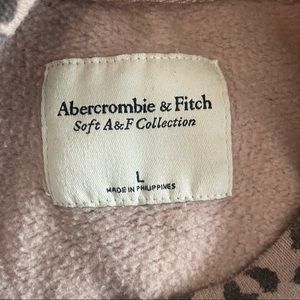 Abercrombie & Fitch
Soft A&F Collection
L
MADE IN PHILIPPINES